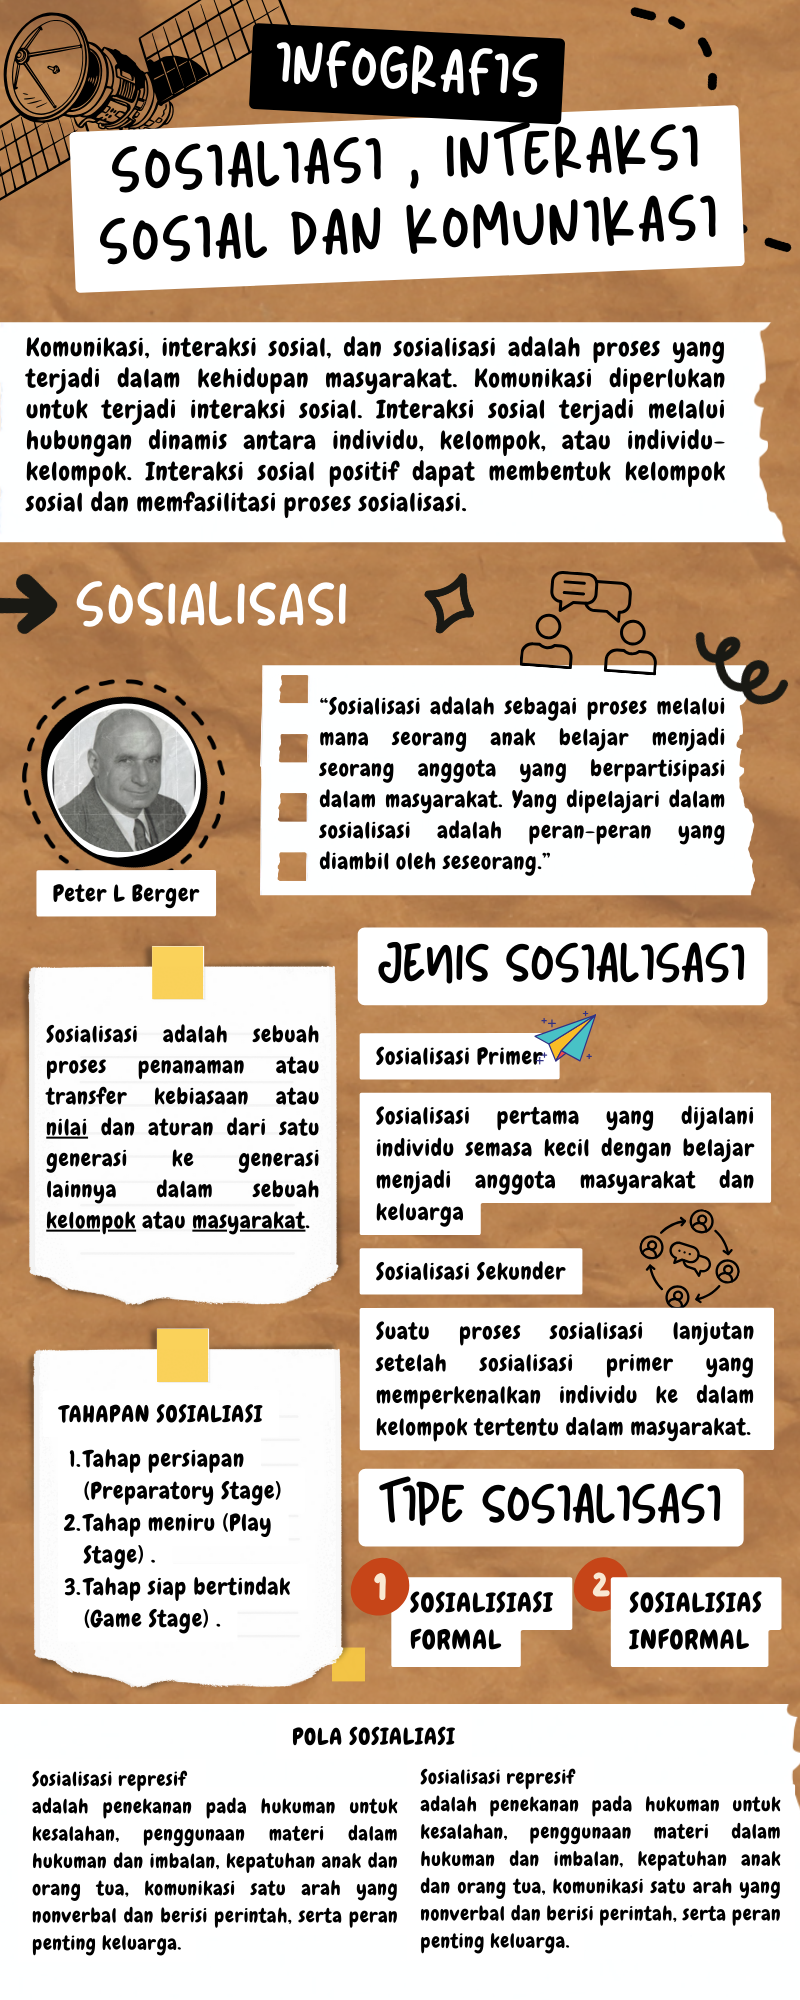 INFOGRAFIS
SOSIALIASI , INTERAKSI
SOSIAL DAN KOMUNIKASI
Komunikasi, interaksi sosial, dan sosialisasi adalah proses yang
terjadi dalam kehidupan masyarakat. Komunikasi diperlukan
untuk terjadi interaksi sosial. Interaksi sosial terjadi melalui
hubungan dinamis antara individu, kelompok, atau individu-
kelompok. Interaksi sosial positif dapat membentuk kelompok
sosial dan memfasilitasi proses sosialisasi.
SOSIALISASI
“Sosialisasi adalah sebagai proses melalui
mana seorang anak belajar menjadi
seorang anggota yang berpartisipasi
dalam masyarakat. Yang dipelajari dalam
sosialisasi adalah peran-peran yang
diambil oleh seseorang.”
Peter L Berger
Sosialisasi adalah sebuah
proses penanaman atau
transfer kebiasaan atau
nilai dan aturan dari satu
generasi ke generasi
lainnya dalam sebuah
kelompok atau masyarakat.
JENIS SOSIALISASI
Sosialisasi Primer
Sosialisasi pertama yang dijalani
individu semasa kecil dengan belajar
menjadi anggota masyarakat dan
keluarga
Sosialisasi Sekunder
Suatu proses sosialisasi lanjutan
setelah sosialisasi primer yang
memperkenalkan individu ke dalam
kelompok tertentu dalam masyarakat.
TAHAPAN SOSIALIASI
1.Tahap persiapan
(Preparatory Stage)
2.Tahap meniru (Play
Stage) .
3.Tahap siap bertindak
(Game Stage) .
TIPE SOSIALISASI
1
SOSIALISIASI
FORMAL
2
SOSIALISIAS
INFORMAL
POLA SOSIALIASI
Sosialisasi represif
adalah penekanan pada hukuman untuk
kesalahan, penggunaan materi dalam
hukuman dan imbalan, kepatuhan anak dan
orang tua, komunikasi satu arah yang
nonverbal dan berisi perintah, serta peran
penting keluarga.
Sosialisasi represif
adalah penekanan pada hukuman untuk
kesalahan, penggunaan materi dalam
hukuman dan imbalan, kepatuhan anak
dan orang tua, komunikasi satu arah yang
nonverbal dan berisi perintah, serta peran
penting keluarga.